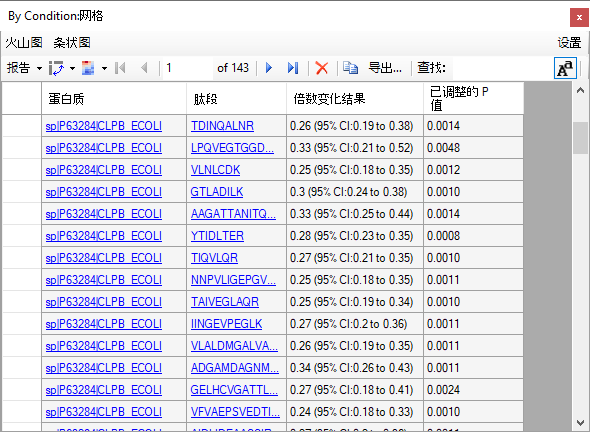 By Condition:网格
火山图 条状图 设置
报告 1 of 143 导出... 查找:
蛋白质 肽段 倍数变化结果 已调整的 P 值
sp|P63284|CLPB_ECOLI TDINQALNR 0.26 (95% CI:0.19 to 0.38) 0.0014
sp|P63284|CLPB_ECOLI LPQVEGTGGD... 0.33 (95% CI:0.21 to 0.52) 0.0048
sp|P63284|CLPB_ECOLI VLNLCDK 0.25 (95% CI:0.18 to 0.35) 0.0012
sp|P63284|CLPB_ECOLI GTLADILK 0.3 (95% CI:0.24 to 0.38) 0.0010
sp|P63284|CLPB_ECOLI AAGATTANITQ... 0.33 (95% CI:0.25 to 0.44) 0.0014
sp|P63284|CLPB_ECOLI YTIDLTER 0.28 (95% CI:0.23 to 0.35) 0.0008
sp|P63284|CLPB_ECOLI TIQVLQR 0.27 (95% CI:0.21 to 0.35) 0.0010
sp|P63284|CLPB_ECOLI NNPVLIGEPGV... 0.25 (95% CI:0.18 to 0.35) 0.0011
sp|P63284|CLPB_ECOLI TAIVEGLAQR 0.25 (95% CI:0.19 to 0.34) 0.0010
sp|P63284|CLPB_ECOLI IINGEVPEGLK 0.27 (95% CI:0.2 to 0.36) 0.0011
sp|P63284|CLPB_ECOLI VLALDMGALVA... 0.26 (95% CI:0.19 to 0.35) 0.0011
sp|P63284|CLPB_ECOLI ADGAMDAGNM... 0.34 (95% CI:0.26 to 0.43) 0.0011
sp|P63284|CLPB_ECOLI GELHCVGATTL... 0.27 (95% CI:0.18 to 0.41) 0.0024
sp|P63284|CLPB_ECOLI VFVAEPSVEDTI... 0.24 (95% CI:0.18 to 0.33) 0.0010